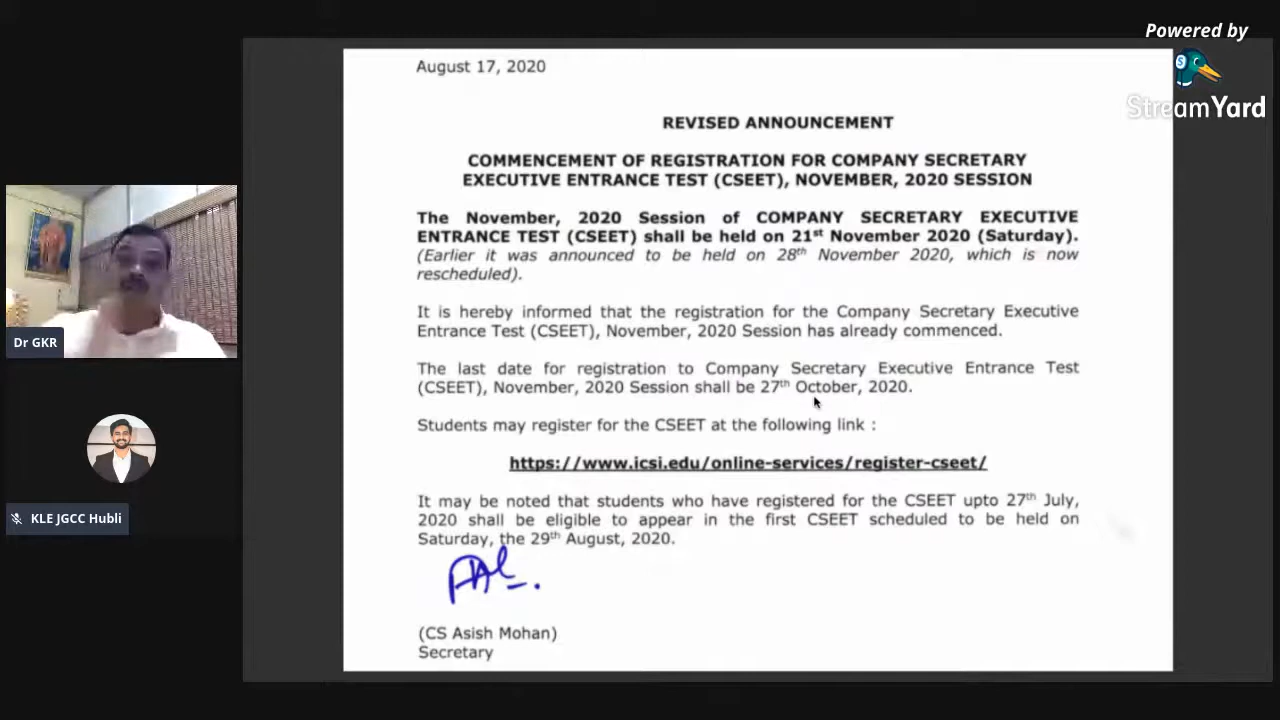 Powered by
StreamYard
August 17, 2020
REVISED ANNOUNCEMENT
COMMENCEMENT OF REGISTRATION FOR COMPANY SECRETARY
EXECUTIVE ENTRANCE TEST (CSEET), NOVEMBER, 2020 SESSION
The November, 2020 Session of COMPANY SECRETARY EXECUTIVE
ENTRANCE TEST (CSEET) shall be held on 21st November 2020 (Saturday).
(Earlier it was announced to be held on 28th November 2020, which is now
rescheduled).
It is hereby informed that the registration for the Company Secretary Executive
Entrance Test (CSEET), November, 2020 Session has already commenced.
The last date for registration to Company Secretary Executive Entrance Test
(CSEET), November, 2020 Session shall be 27th October, 2020.
Students may register for the CSEET at the following link :
https://www.icsi.edu/online-services/register-cseet/
It may be noted that students who have registered for the CSEET upto 27th July,
2020 shall be eligible to appear in the first CSEET scheduled to be held on
Saturday, the 29th August, 2020.
(CS Asish Mohan)
Secretary
Dr GKR
KLE JGCC Hubli